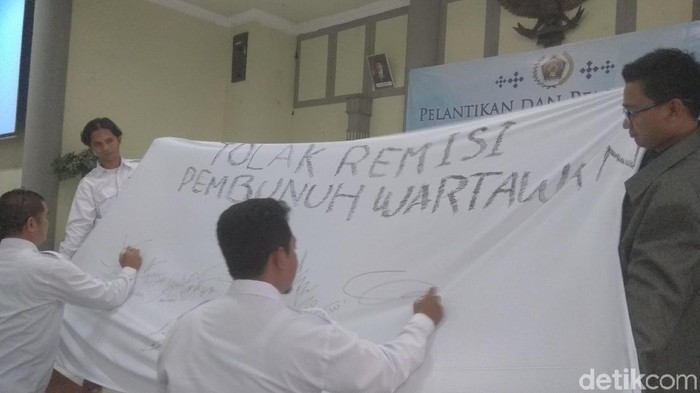 PELANTIKAN DAN
TOLAK REMISI
PEMBUNUH WARTAWAN
detikcom